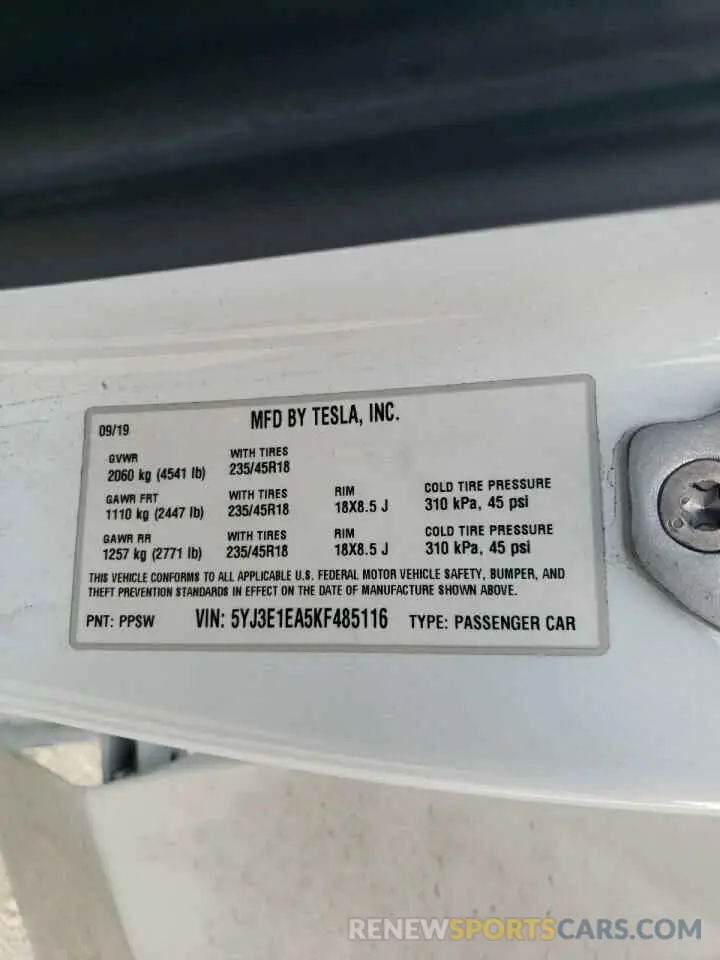 MFD BY TESLA, INC.
09/19
GVWR WITH TIRES
2060 kg (4541 lb) 235/45R18
GAWR FRT WITH TIRES RIM COLD TIRE PRESSURE
1110 kg (2447 lb) 235/45R18 18X8.5 J 310 kPa, 45 psi
GAWR RR WITH TIRES RIM COLD TIRE PRESSURE
1257 kg (2771 lb) 235/45R18 18X8.5 J 310 kPa, 45 psi
THIS VEHICLE CONFORMS TO ALL APPLICABLE U.S. FEDERAL MOTOR VEHICLE SAFETY, BUMPER, AND
THEFT PREVENTION STANDARDS IN EFFECT ON THE DATE OF MANUFACTURE SHOWN ABOVE.
PNT: PPSW VIN: 5YJ3E1EA5KF485116 TYPE: PASSENGER CAR
RENEWSPORTSCARS.COM